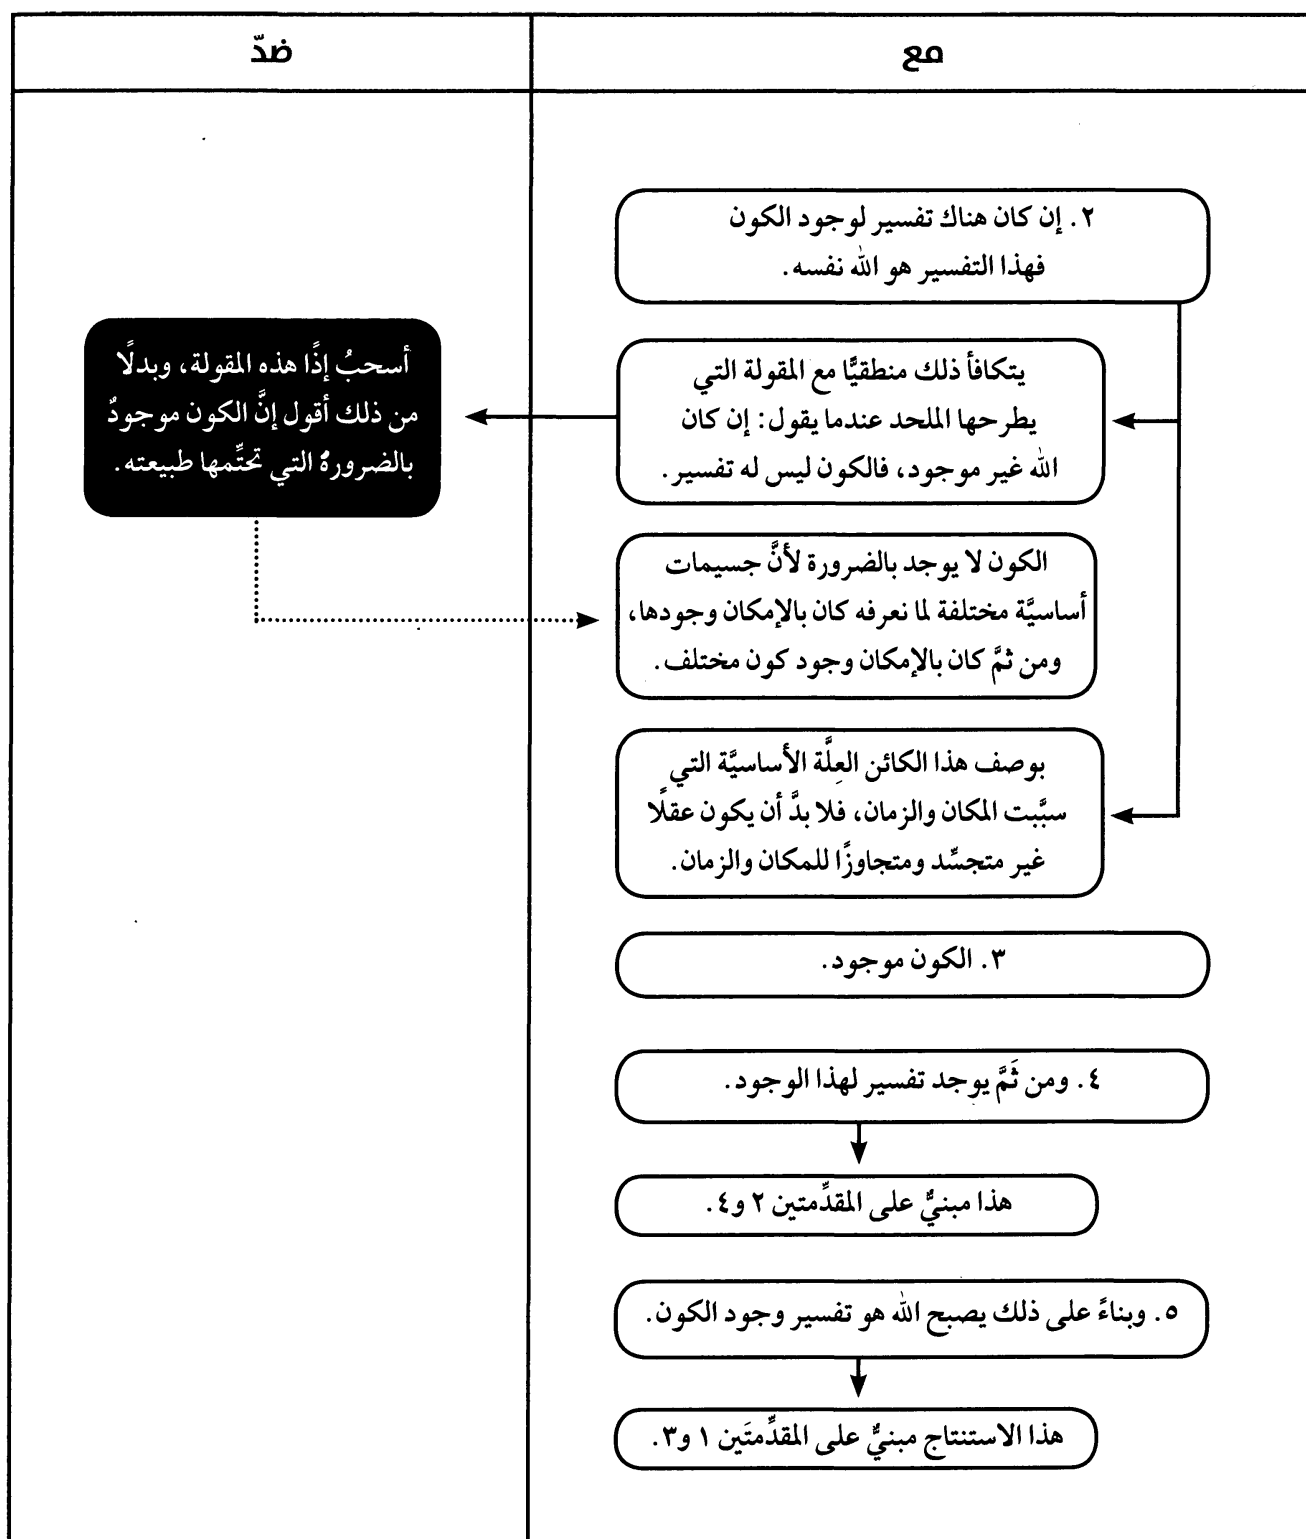 مع
ضدّ
٢. إن كان هناك تفسير لوجود الكون
فهذا التفسير هو الله نفسه.
يتكافأ ذلك منطقيًّا مع المقولة التي
يطرحها الملحد عندما يقول: إن كان
الله غير موجود، فالكون ليس له تفسير.
أسحبُ إذًا هذه المقولة، وبدلًا
من ذلك أقول إنَّ الكون موجودٌ
بالضرورة التي تحتِّمها طبيعته.
الكون لا يوجد بالضرورة لأنَّ جسيمات
أساسيَّة مختلفة لما نعرفه كان بالإمكان وجودها،
ومن ثمَّ كان بالإمكان وجود كون مختلف.
بوصف هذا الكائن العِلَّة الأساسيَّة التي
سبَّبت المكان والزمان، فلا بدَّ أن يكون عقلًا
غير متجسِّد ومتجاوزًا للمكان والزمان.
٣. الكون موجود.
٤. ومن ثَمَّ يوجد تفسير لهذا الوجود.
هذا مبنيٌّ على المقدِّمتين ٢ و٤.
٥. وبناءً على ذلك يصبح الله هو تفسير وجود الكون.
هذا الاستنتاج مبنيٌّ على المقدِّمتَين ١ و٣.